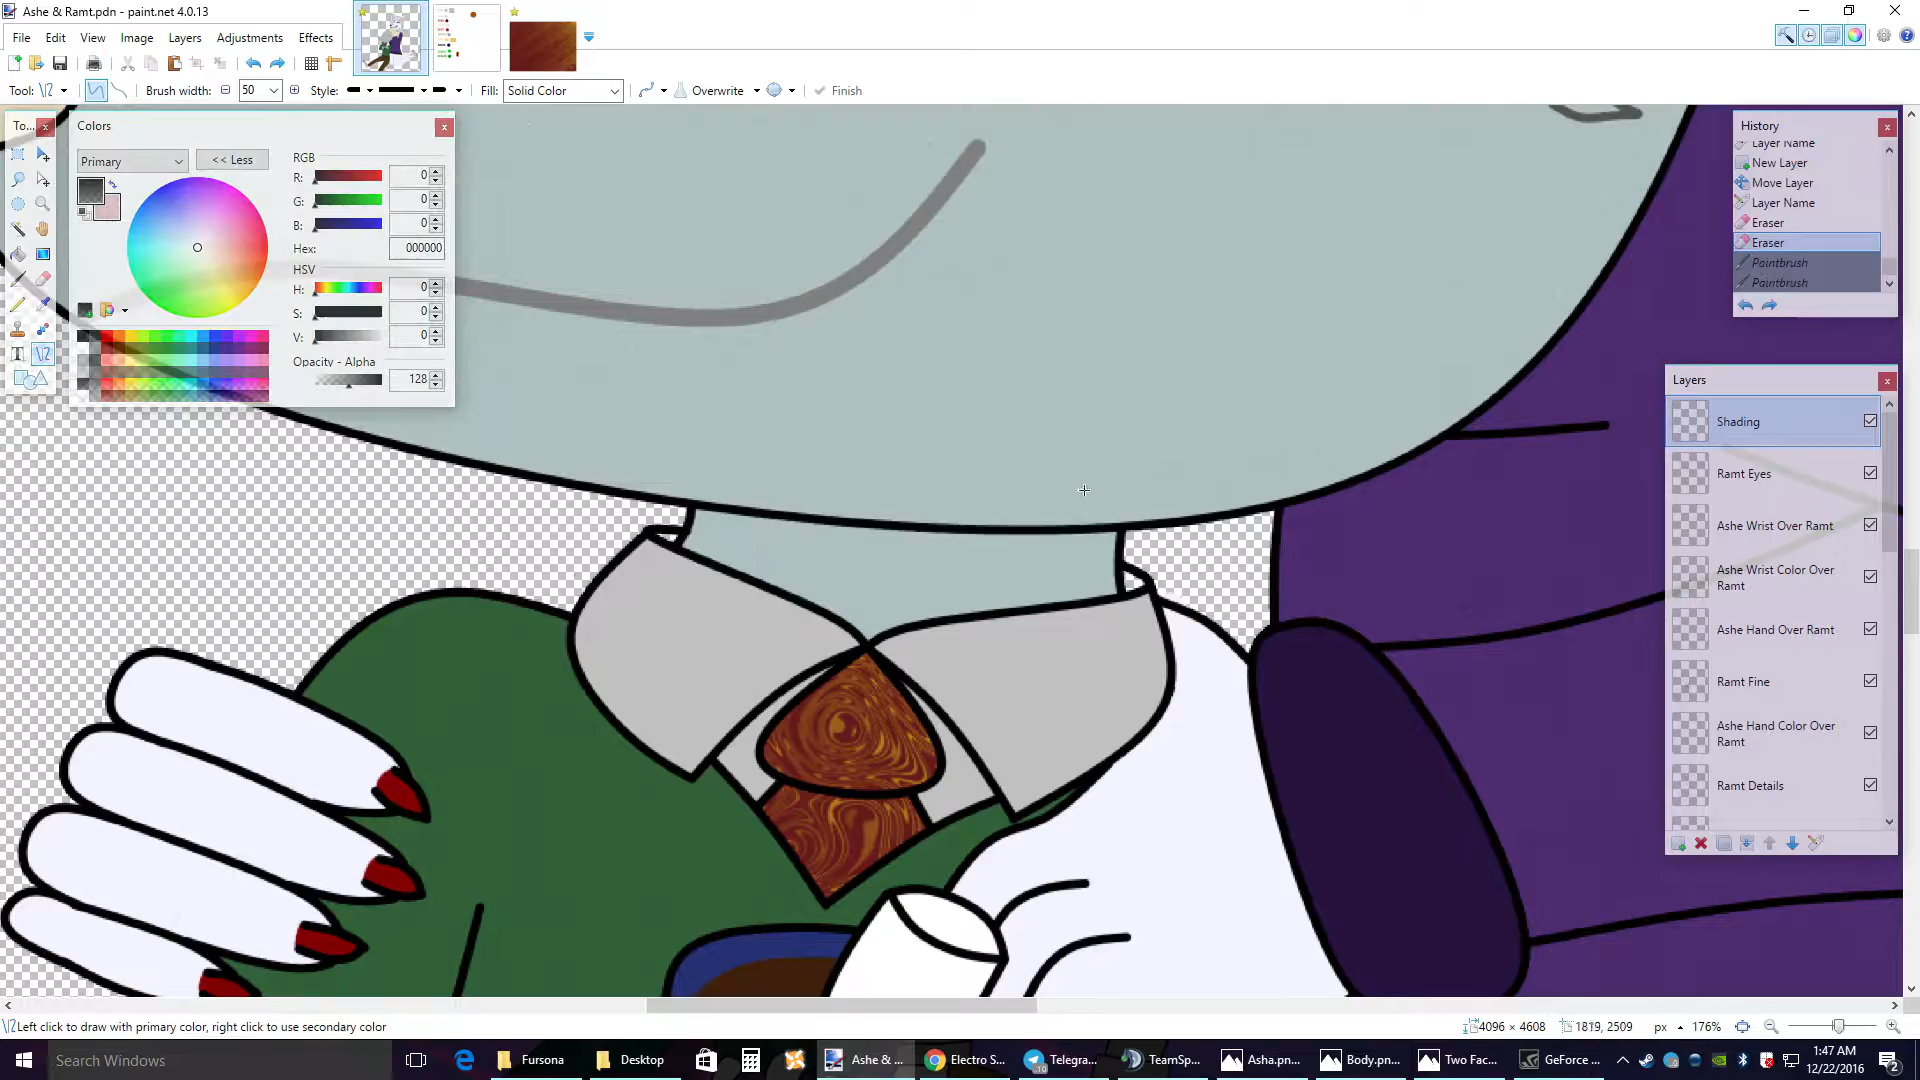 Ashe & Ramt.pdn - paint.net 4.0.13
File Edit View Image Layers Adjustments Effects
Tool: Brush width: 50 Style: Fill: Solid Color Overwrite Finish
To...
Colors
Primary
<< Less
RGB
R: 0
G: 0
B: 0
Hex: 000000
HSV
H: 0
S: 0
V: 0
Opacity - Alpha
128
History
Layer Name
New Layer
Move Layer
Layer Name
Eraser
Eraser
Paintbrush
Paintbrush
Layers
Shading
Ramt Eyes
Ashe Wrist Over Ramt
Ashe Wrist Color Over
Ramt
Ashe Hand Over Ramt
Ramt Fine
Ashe Hand Color Over
Ramt
Ramt Details
Left click to draw with primary color, right click to use secondary color
4096 × 4608 1819, 2509 px 176%
Search Windows
Fursona
Desktop
Ashe & ...
Electro S...
Telegra...
10
TeamSp...
Asha.pn...
Body.pn...
Two Fac...
GeForce ...
1:47 AM
12/22/2016
2